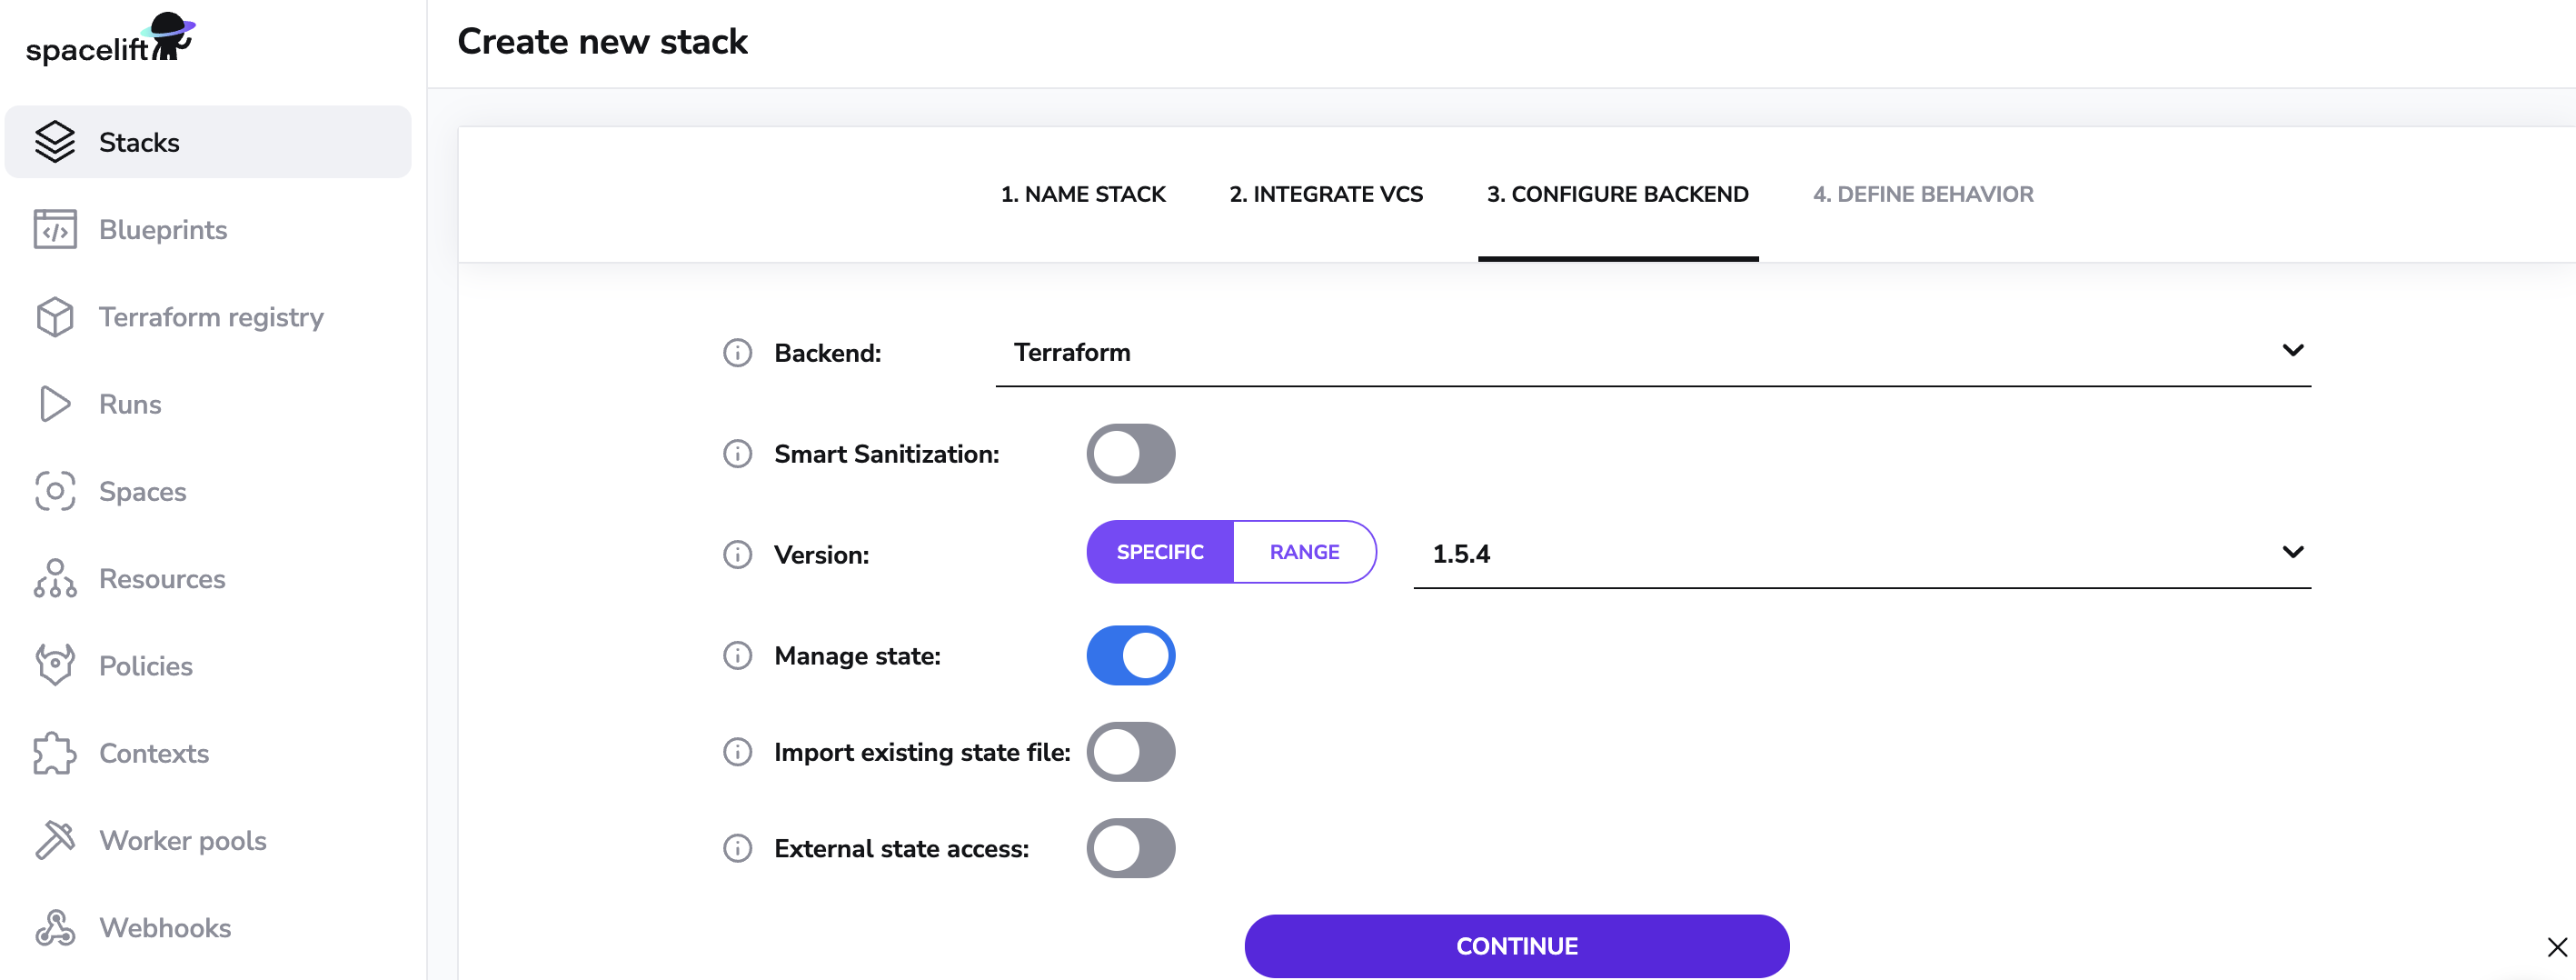 spacelift
Stacks
Blueprints
Terraform registry
Runs
Spaces
Resources
Policies
Contexts
Worker pools
Webhooks
Create new stack
1. NAME STACK
2. INTEGRATE VCS
3. CONFIGURE BACKEND
4. DEFINE BEHAVIOR
Backend: Terraform
Smart Sanitization:
Version: SPECIFIC RANGE 1.5.4
Manage state:
Import existing state file:
External state access:
CONTINUE